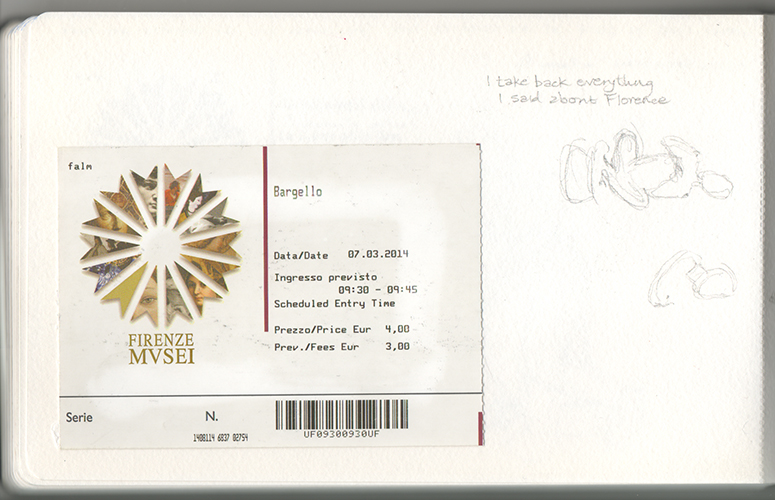 I take back everything
I said about Florence
falm
Bargello
Data/Date 07.03.2014
Ingresso previsto
09:30 - 09:45
Scheduled Entry Time
Prezzo/Price Eur 4,00
Prev./Fees Eur 3,00
FIRENZE
MVSEI
Serie
N.
1408114 6837 02754
UF09300930UF